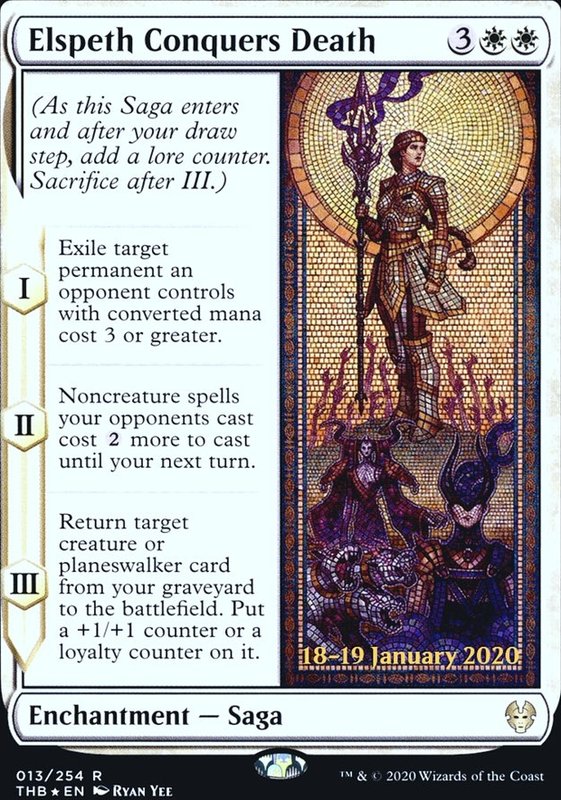 Elspeth Conquers Death 3
(As this Saga enters
and after your draw
step, add a lore counter.
Sacrifice after III.)
I
Exile target
permanent an
opponent controls
with converted mana
cost 3 or greater.
II
Noncreature spells
your opponents cast
cost 2 more to cast
until your next turn.
III
Return target
creature or
planeswalker card
from your graveyard
to the battlefield. Put
a +1/+1 counter or a
loyalty counter on it.
18–19 January 2020
Enchantment — Saga
013/254 R
THB ★ EN Ryan Yee
™ & © 2020 Wizards of the Coast